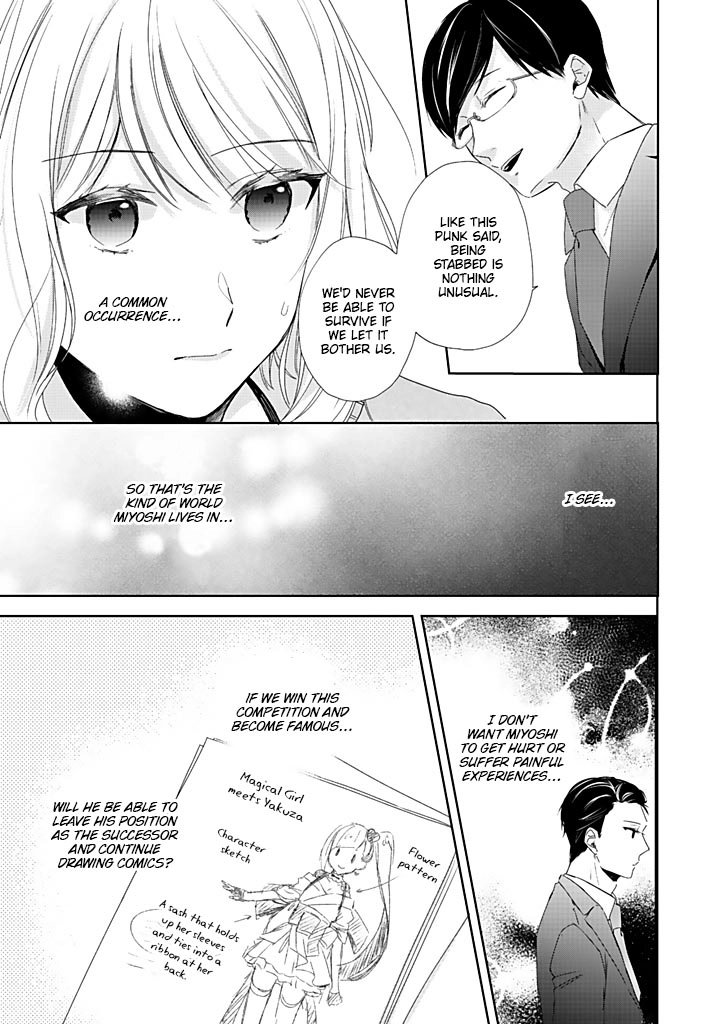 LIKE THIS
PUNK SAID,
BEING
STABBED IS
NOTHING
UNUSUAL.
WE'D NEVER
BE ABLE TO
SURVIVE IF
WE LET IT
BOTHER US.
A COMMON
OCCURRENCE...
I SEE...
SO THAT'S THE
KIND OF WORLD
MIYOSHI LIVES IN...
I DON'T
WANT MIYOSHI
TO GET HURT OR
SUFFER PAINFUL
EXPERIENCES...
IF WE WIN THIS
COMPETITION AND
BECOME FAMOUS...
WILL HE BE ABLE TO
LEAVE HIS POSITION
AS THE SUCCESSOR
AND CONTINUE
DRAWING COMICS?
Magical Girl
meets Yakuza
Character
sketch
Flower
pattern
A sash that holds
up her sleeves
and ties into a
ribbon at her
back.